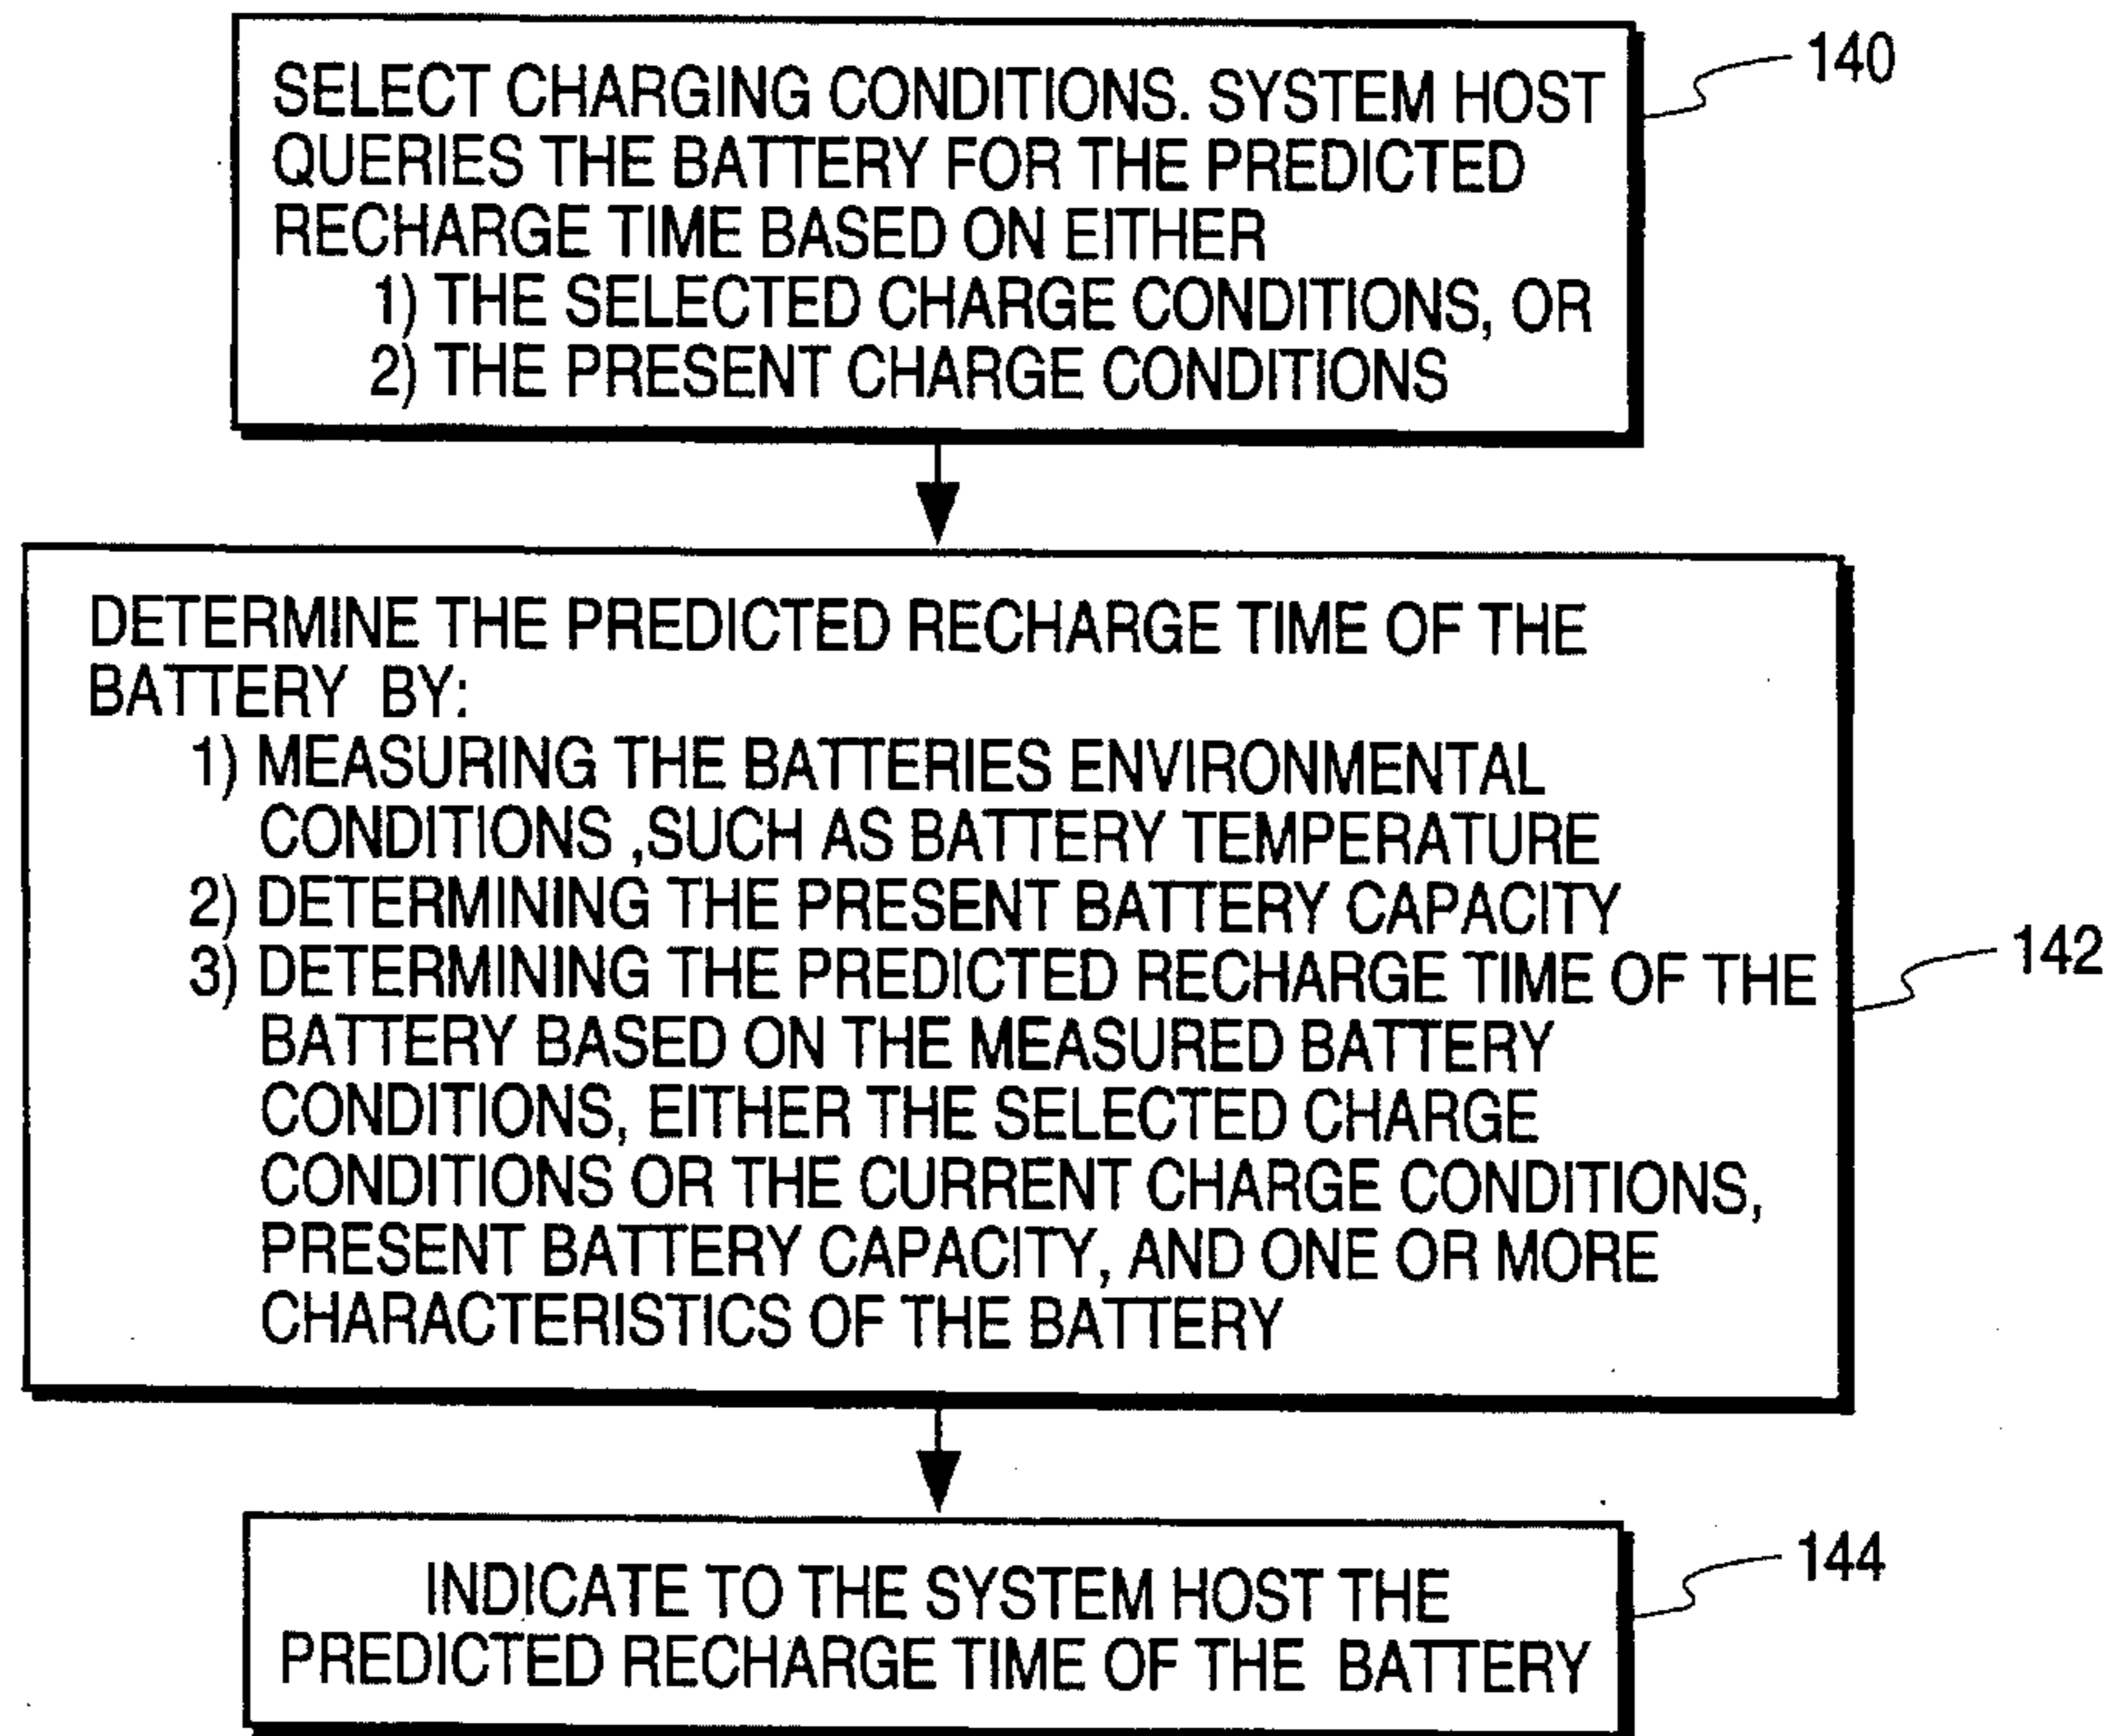 SELECT CHARGING CONDITIONS. SYSTEM HOST
QUERIES THE BATTERY FOR THE PREDICTED
RECHARGE TIME BASED ON EITHER
1) THE SELECTED CHARGE CONDITIONS, OR
2) THE PRESENT CHARGE CONDITIONS
140
DETERMINE THE PREDICTED RECHARGE TIME OF THE
BATTERY BY:
1) MEASURING THE BATTERIES ENVIRONMENTAL
CONDITIONS ,SUCH AS BATTERY TEMPERATURE
2) DETERMINING THE PRESENT BATTERY CAPACITY
3) DETERMINING THE PREDICTED RECHARGE TIME OF THE
BATTERY BASED ON THE MEASURED BATTERY
CONDITIONS, EITHER THE SELECTED CHARGE
CONDITIONS OR THE CURRENT CHARGE CONDITIONS,
PRESENT BATTERY CAPACITY, AND ONE OR MORE
CHARACTERISTICS OF THE BATTERY
142
INDICATE TO THE SYSTEM HOST THE
PREDICTED RECHARGE TIME OF THE BATTERY
144